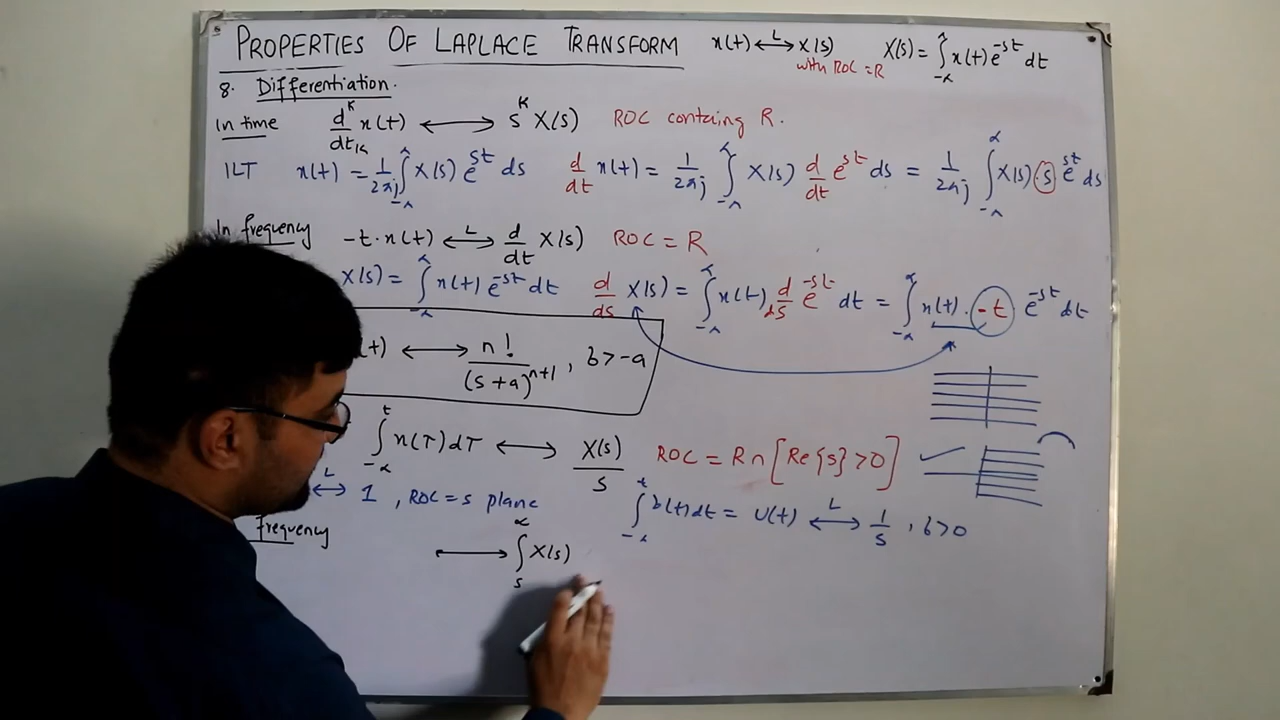 PROPERTIES OF LAPLACE TRANSFORM x(t) ←L→ X(s) X(s) = ∫_{-∞}^{∞} x(t) e^{-st} dt
with ROC = R
8. Differentiation.
In time d^K/dt^K x(t) ←→ s^K X(s) ROC containg R.
ILT x(t) = 1/2πj ∫_{-∞}^{∞} X(s) e^{st} ds d/dt x(t) = 1/2πj ∫_{-∞}^{∞} X(s) d/dt e^{st} ds = 1/2πj ∫_{-∞}^{∞} X(s) · s e^{st} ds
In frequency -t · x(t) ←L→ d/dt X(s) ROC = R
X(s) = ∫_{-∞}^{∞} x(t) e^{-st} dt d/ds X(s) = ∫_{-∞}^{∞} x(t) d/ds e^{-st} dt = ∫_{-∞}^{∞} x(t) · -t e^{-st} dt
(t) ←→ n!/(s+a)^{n+1} , σ > -a
∫_{-∞}^{t} x(τ) dτ ←→ X(s)/s ROC = R ∩ [Re{s} > 0]
←L→ 1 , ROC = s plane ∫_{-∞}^{t} δ(t) dt = u(t) ←L→ 1/s , σ > 0
Frequency
←→ ∫_{s}^{∞} X(s)